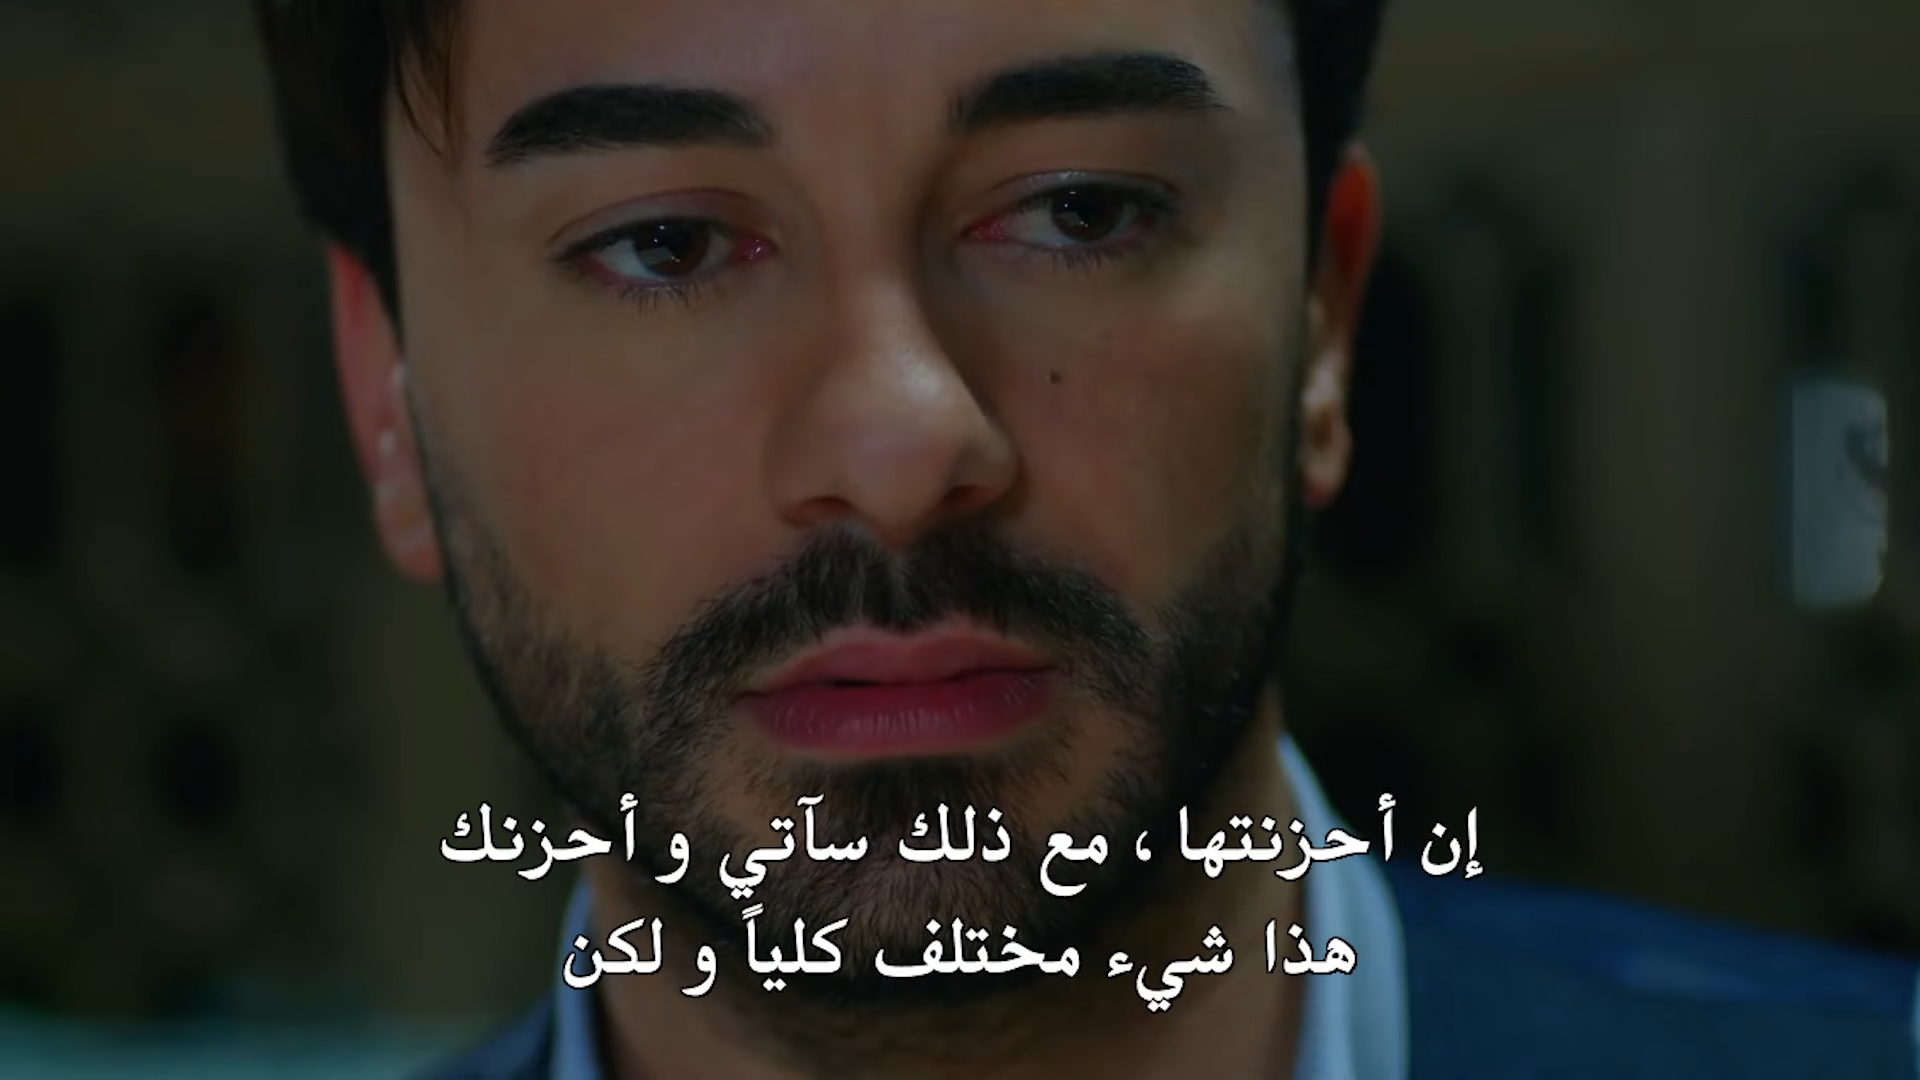 إن أحزنتها ، مع ذلك سآتي و أحزنك
هذا شيء مختلف كلياً و لكن